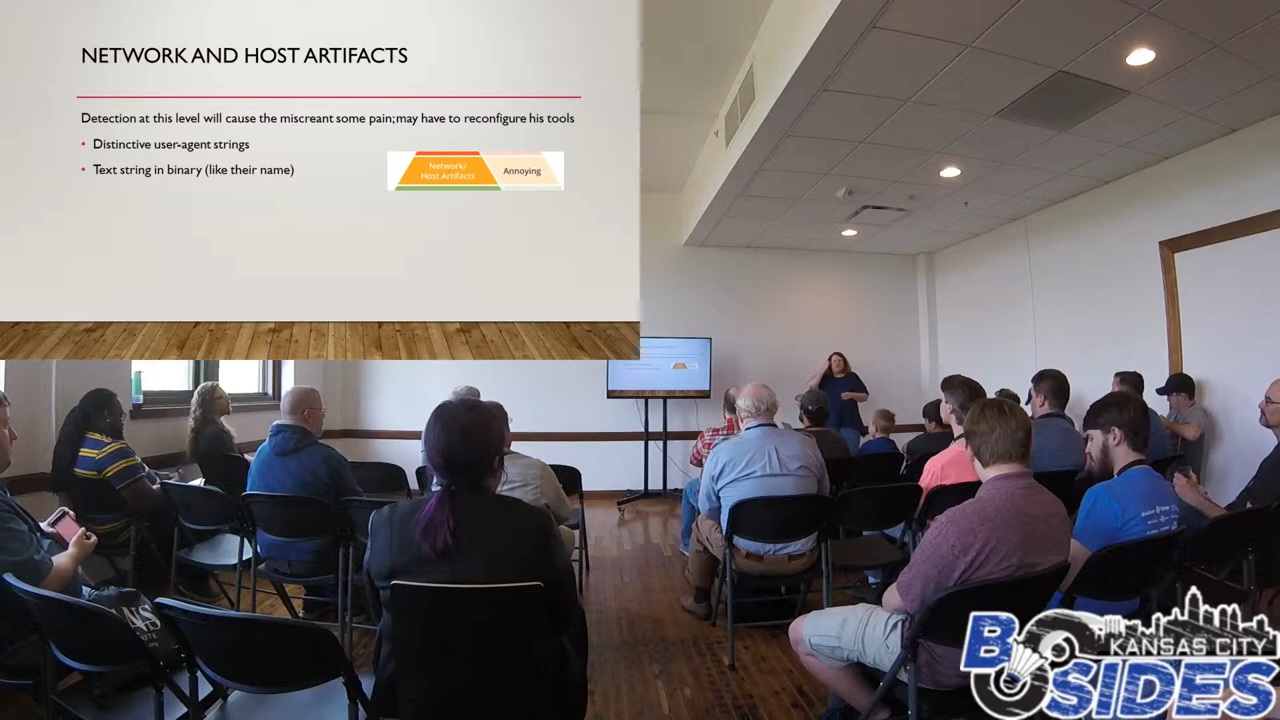 NETWORK AND HOST ARTIFACTS
Detection at this level will cause the miscreant some pain; may have to reconfigure his tools
• Distinctive user-agent strings
• Text string in binary (like their name)
Network/
Host Artifacts
Annoying
KANSAS CITY
BSIDES